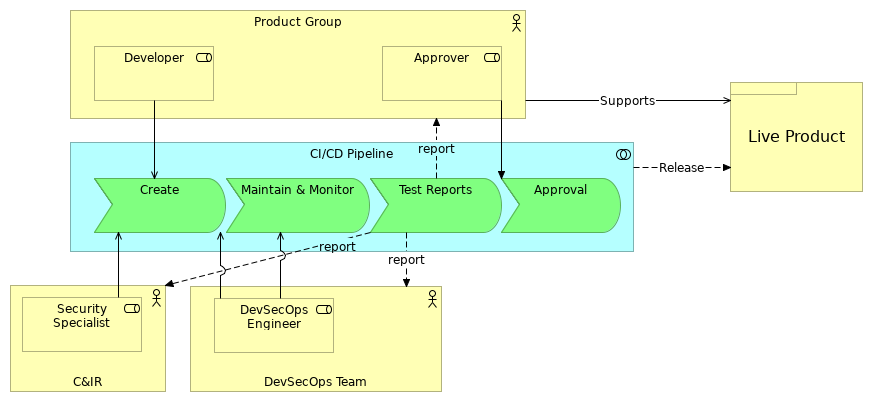 Product Group
Developer
Approver
Supports
Live Product
report
CI/CD Pipeline
Release
Create
Maintain & Monitor
Test Reports
Approval
report
report
Security
Specialist
DevSecOps
Engineer
C&IR
DevSecOps Team